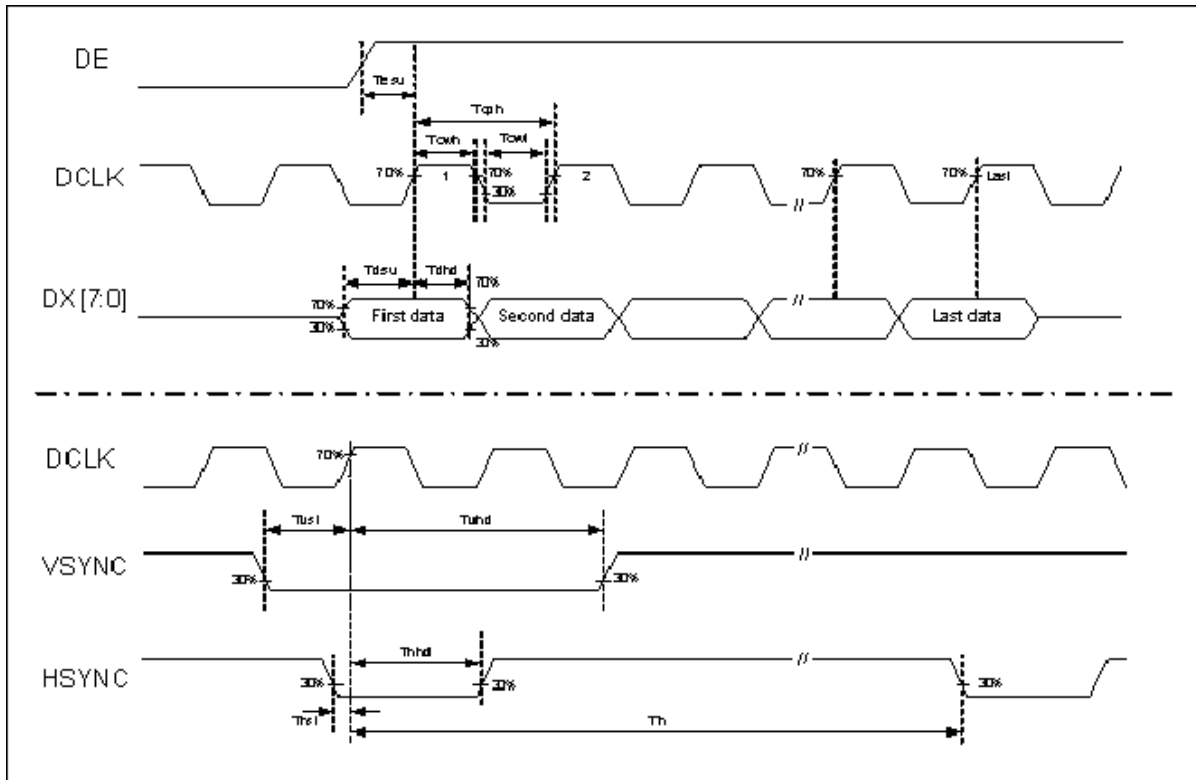 DE
Tesu
Tcph
Tcwh Tcwl
DCLK 70% 1 70% 30% 2 // 70% 70% Last
Tdsu Tdhd 70%
DX[7:0] 70% 30% First data 30% Second data // Last data
DCLK 70% //
Tvhd
VSYNC 30% 30% //
Thhd
HSYNC 30% 30% // 30%
Th